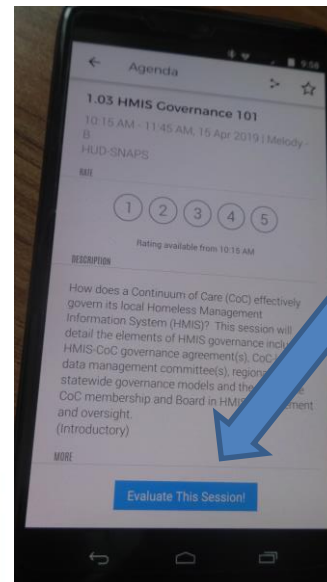 9:58
Agenda
1.03 HMIS Governance 101
10:15 AM - 11:45 AM, 15 Apr 2019 | Melody -
B
HUD-SNAPS
RATE
1 2 3 4 5
Rating available from 10:15 AM
DESCRIPTION
How does a Continuum of Care (CoC) effectively
govern its local Homeless Management
Information System (HMIS)? This session will
detail the elements of HMIS governance
HMIS-CoC governance agreement(s), CoC
data management committee(s),
statewide governance models and the
CoC membership and Board in
and oversight.
(Introductory)
MORE
Evaluate This Session!